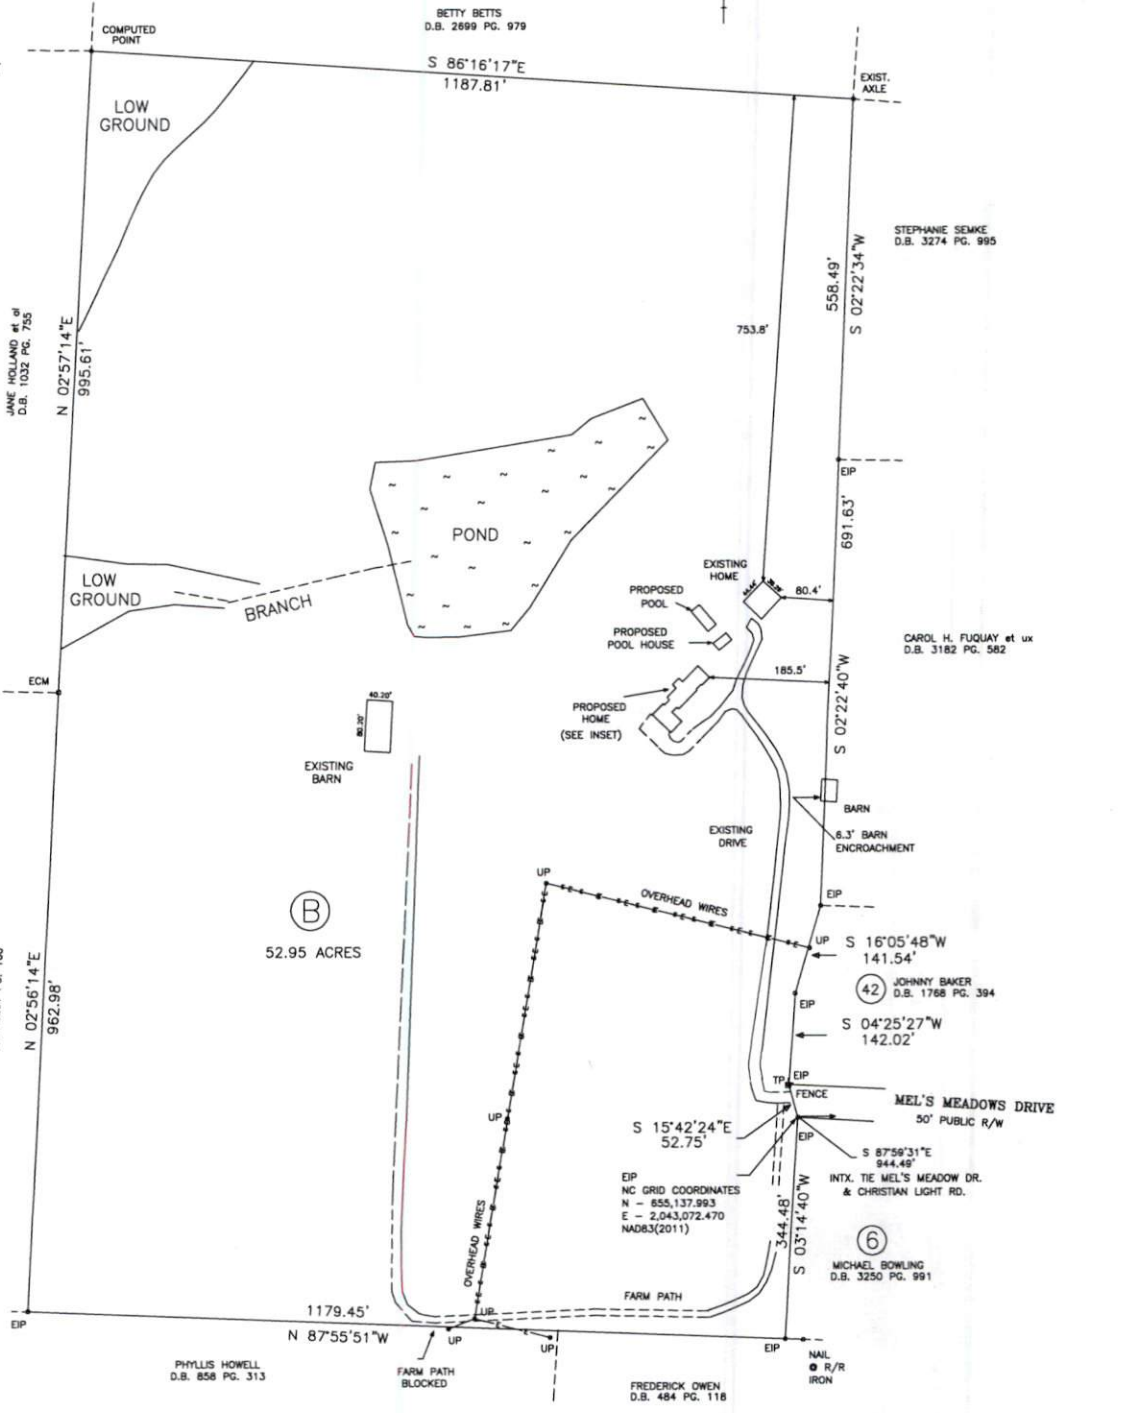 BETTY BETTS
D.B. 2699 PG. 979
COMPUTED
POINT
S 86°16'17"E
1187.81'
EXIST.
AXLE
LOW
GROUND
STEPHANIE SEMKE
D.B. 3274 PG. 995
558.49'
S 02°22'34"W
753.8'
JANE HOLLAND et al
D.B. 1032 PG. 755
N 02°57'14"E
995.61'
EIP
691.63'
POND
EXISTING
HOME
80.4'
PROPOSED
POOL
LOW
GROUND
BRANCH
PROPOSED
POOL HOUSE
CAROL H. FUQUAY et ux
D.B. 3182 PG. 582
185.5'
S 02°22'40"W
ECM
40.20'
80.20'
PROPOSED
HOME
(SEE INSET)
EXISTING
BARN
BARN
EXISTING
DRIVE
6.3' BARN
ENCROACHMENT
UP
OVERHEAD WIRES
EIP
B
52.95 ACRES
UP
S 16°05'48"W
141.54'
42
JOHNNY BAKER
D.B. 1768 PG. 394
EIP
N 02°56'14"E
962.98'
S 04°25'27"W
142.02'
TP
EIP
FENCE
MEL'S MEADOWS DRIVE
50' PUBLIC R/W
UP
S 15°42'24"E
52.75'
EIP
S 87°59'31"E
944.49'
INTX. TIE MEL'S MEADOW DR.
& CHRISTIAN LIGHT RD.
EIP
NC GRID COORDINATES
N - 655,137.993
E - 2,043,072.470
NAD83(2011)
344.48'
S 03°14'40"W
OVERHEAD WIRES
6
MICHAEL BOWLING
D.B. 3250 PG. 991
FARM PATH
1179.45'
N 87°55'51"W
EIP
UP
UP
UP
EIP
NAIL
R/R
IRON
PHYLLIS HOWELL
D.B. 858 PG. 313
FARM PATH
BLOCKED
FREDERICK OWEN
D.B. 484 PG. 118